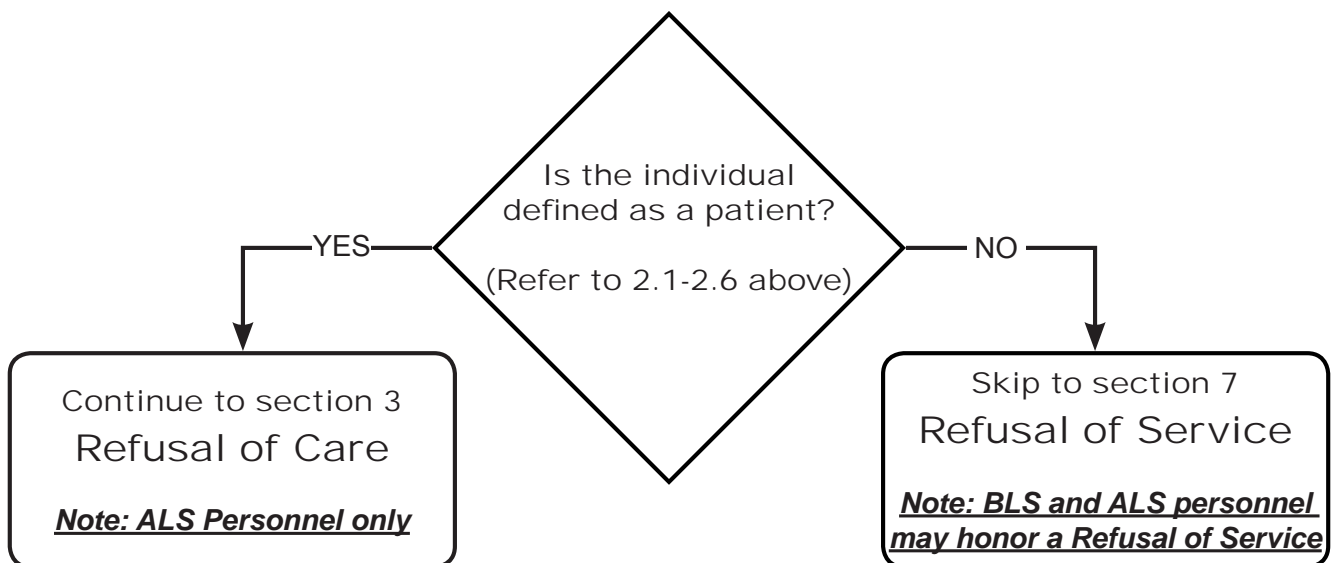 Is the individual
defined as a patient?
(Refer to 2.1-2.6 above)
YES
NO
Continue to section 3
Refusal of Care
Note: ALS Personnel only
Skip to section 7
Refusal of Service
Note: BLS and ALS personnel
may honor a Refusal of Service